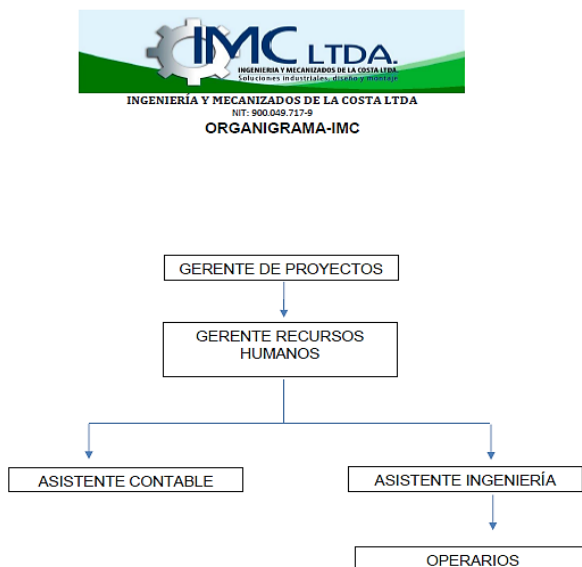 IMC LTDA.
INGENIERIA Y MECANIZADOS DE LA COSTA LTDA.
Soluciones industriales, diseño y montaje
INGENIERÍA Y MECANIZADOS DE LA COSTA LTDA
NIT: 900.049.717-9
ORGANIGRAMA-IMC
GERENTE DE PROYECTOS
GERENTE RECURSOS
HUMANOS
ASISTENTE CONTABLE
ASISTENTE INGENIERÍA
OPERARIOS